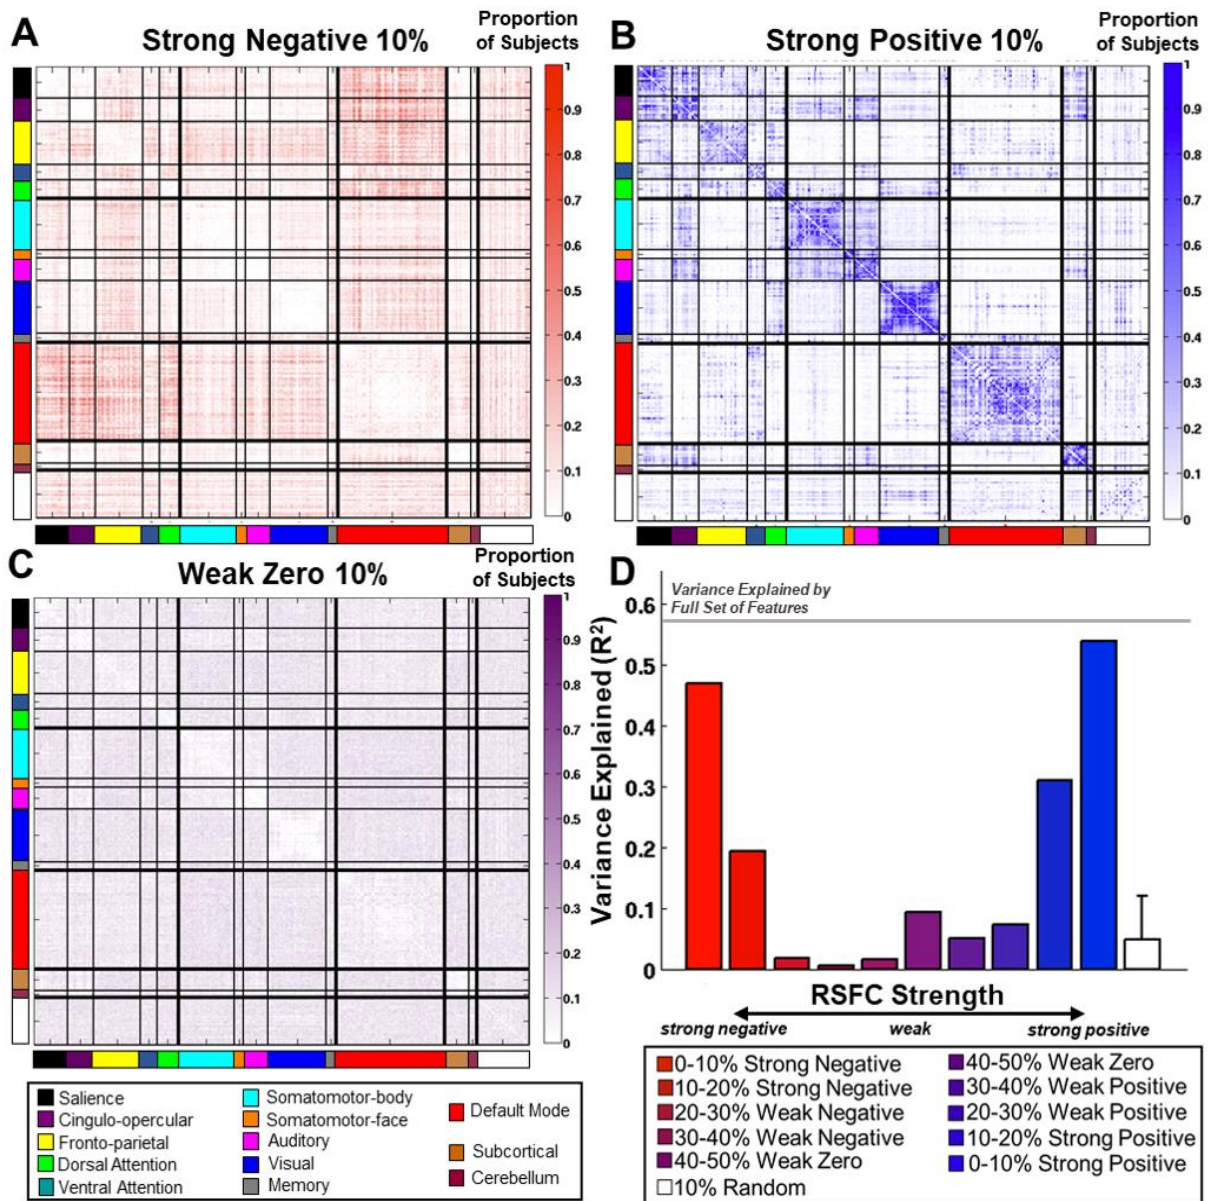 A
Strong Negative 10%
Proportion
of Subjects
1
0.9
0.8
0.7
0.6
0.5
0.4
0.3
0.2
0.1
0
B
Strong Positive 10%
Proportion
of Subjects
1
0.9
0.8
0.7
0.6
0.5
0.4
0.3
0.2
0.1
0
C
Weak Zero 10%
Proportion
of Subjects
1
0.9
0.8
0.7
0.6
0.5
0.4
0.3
0.2
0.1
0
D
Variance Explained by
Full Set of Features
Variance Explained (R²)
0.6
0.5
0.4
0.3
0.2
0.1
0
RSFC Strength
strong negative weak strong positive
Salience
Cingulo-opercular
Fronto-parietal
Dorsal Attention
Ventral Attention
Somatomotor-body
Somatomotor-face
Auditory
Visual
Memory
Default Mode
Subcortical
Cerebellum
0-10% Strong Negative
10-20% Strong Negative
20-30% Weak Negative
30-40% Weak Negative
40-50% Weak Zero
10% Random
40-50% Weak Zero
30-40% Weak Positive
20-30% Weak Positive
10-20% Strong Positive
0-10% Strong Positive